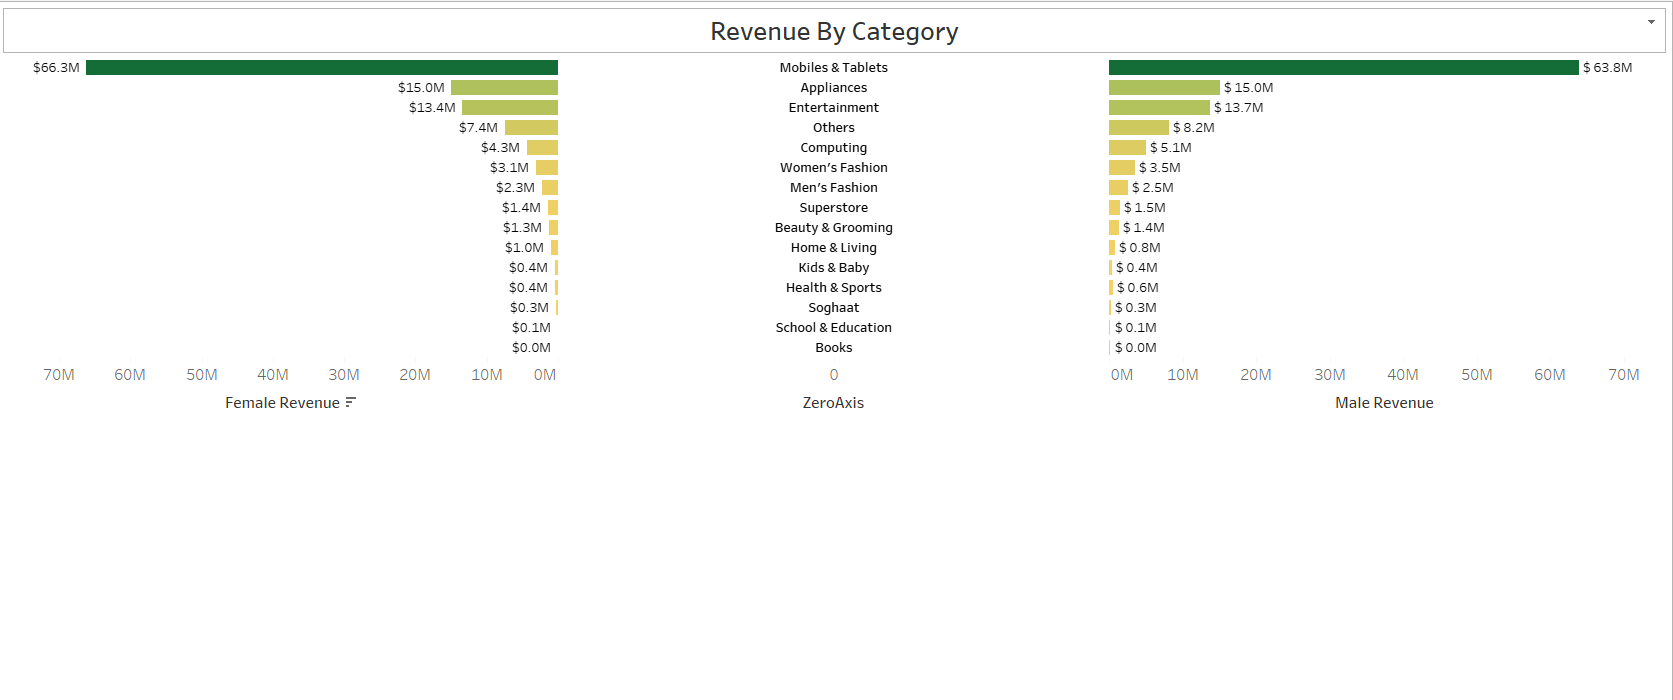 Revenue By Category
$66.3M Mobiles & Tablets $ 63.8M
$15.0M Appliances $ 15.0M
$13.4M Entertainment $ 13.7M
$7.4M Others $ 8.2M
$4.3M Computing $ 5.1M
$3.1M Women's Fashion $ 3.5M
$2.3M Men's Fashion $ 2.5M
$1.4M Superstore $ 1.5M
$1.3M Beauty & Grooming $ 1.4M
$1.0M Home & Living $ 0.8M
$0.4M Kids & Baby $ 0.4M
$0.4M Health & Sports $ 0.6M
$0.3M Soghaat $ 0.3M
$0.1M School & Education $ 0.1M
$0.0M Books $ 0.0M
70M 60M 50M 40M 30M 20M 10M 0M 0 0M 10M 20M 30M 40M 50M 60M 70M
Female Revenue ZeroAxis Male Revenue